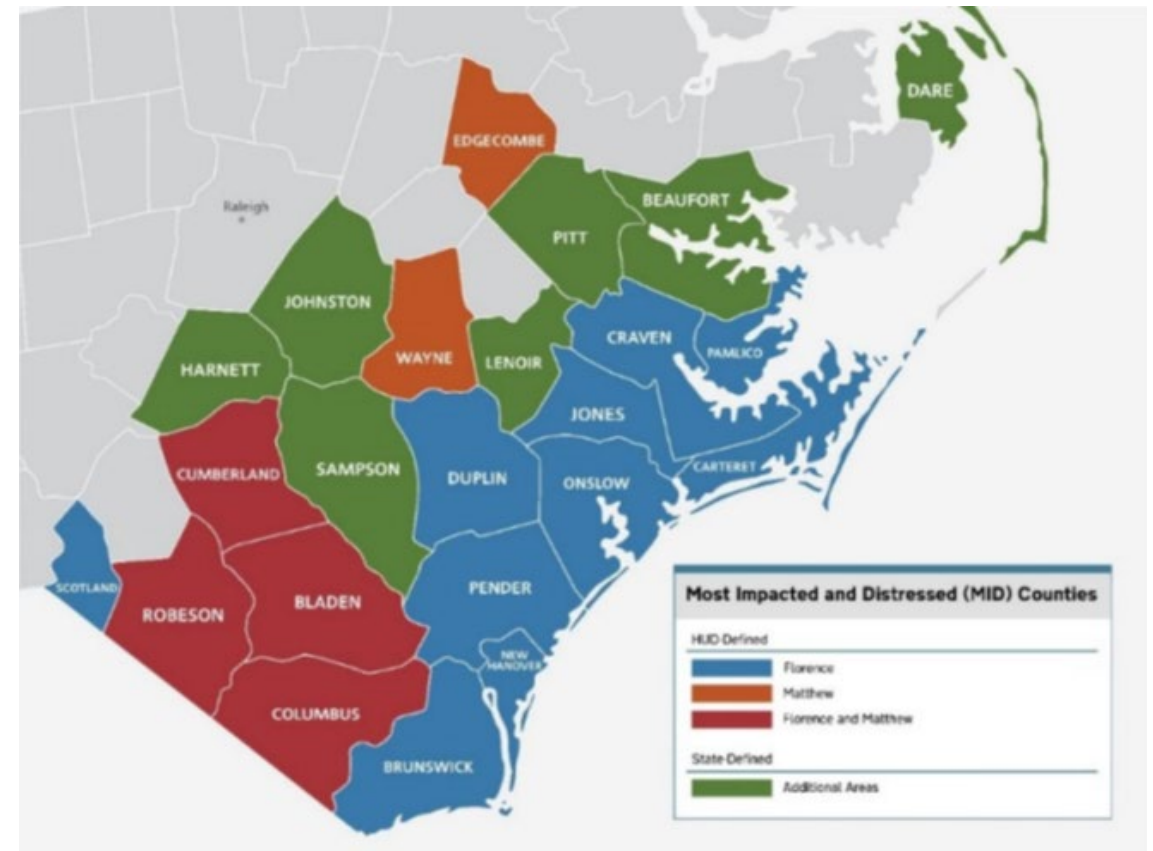 DARE
EDGECOMBE
BEAUFORT
Raleigh
PITT
JOHNSTON
CRAVEN
PAMLICO
WAYNE
LENOIR
HARNETT
JONES
CUMBERLAND
SAMPSON
DUPLIN
ONSLOW
CARTERET
SCOTLAND
PENDER
BLADEN
ROBESON
NEW
HANOVER
COLUMBUS
BRUNSWICK
Most Impacted and Distressed (MID) Counties
HUD-Defined
Florence
Matthew
Florence and Matthew
State-Defined
Additional Areas